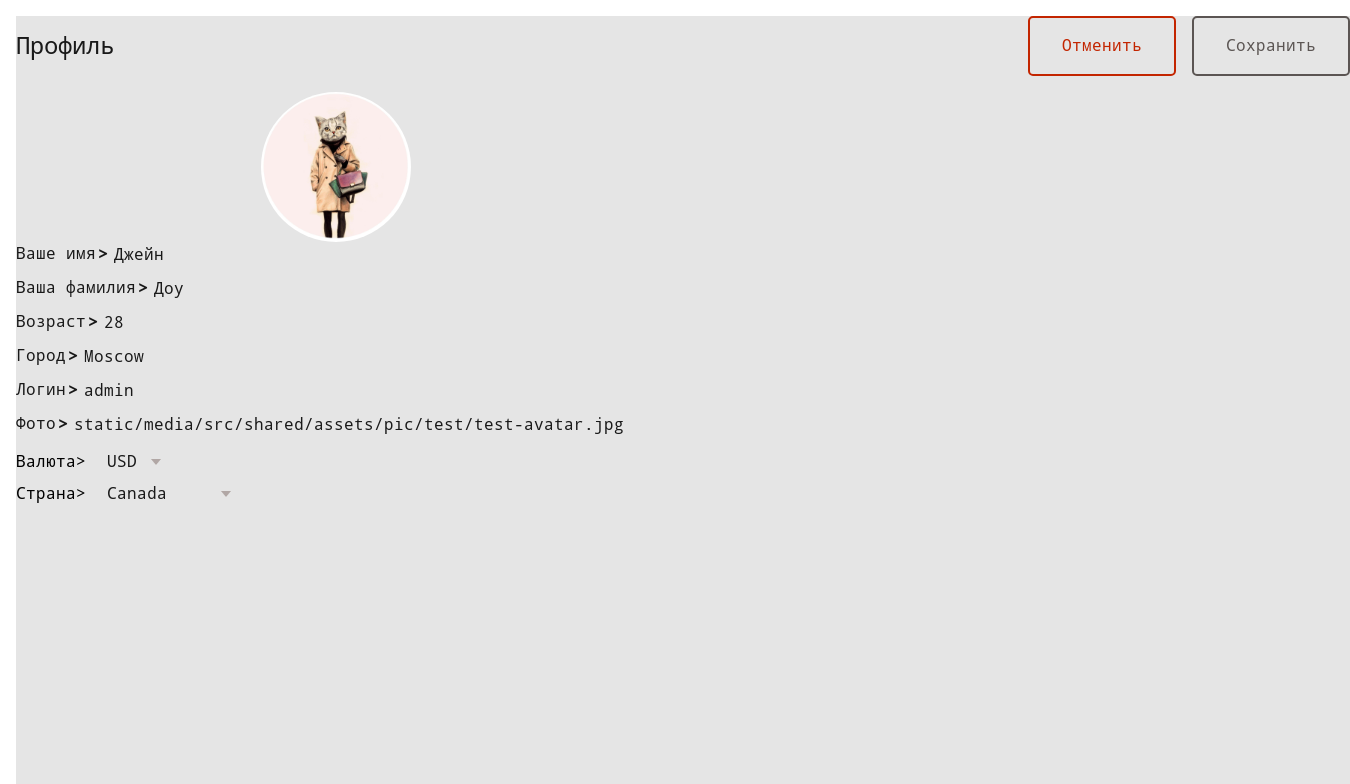 Профиль
Отменить
Сохранить
Ваше имя> Джейн
Ваша фамилия> Доу
Возраст> 28
Город> Moscow
Логин> admin
Фото> static/media/src/shared/assets/pic/test/test-avatar.jpg
Валюта> USD
Страна> Canada